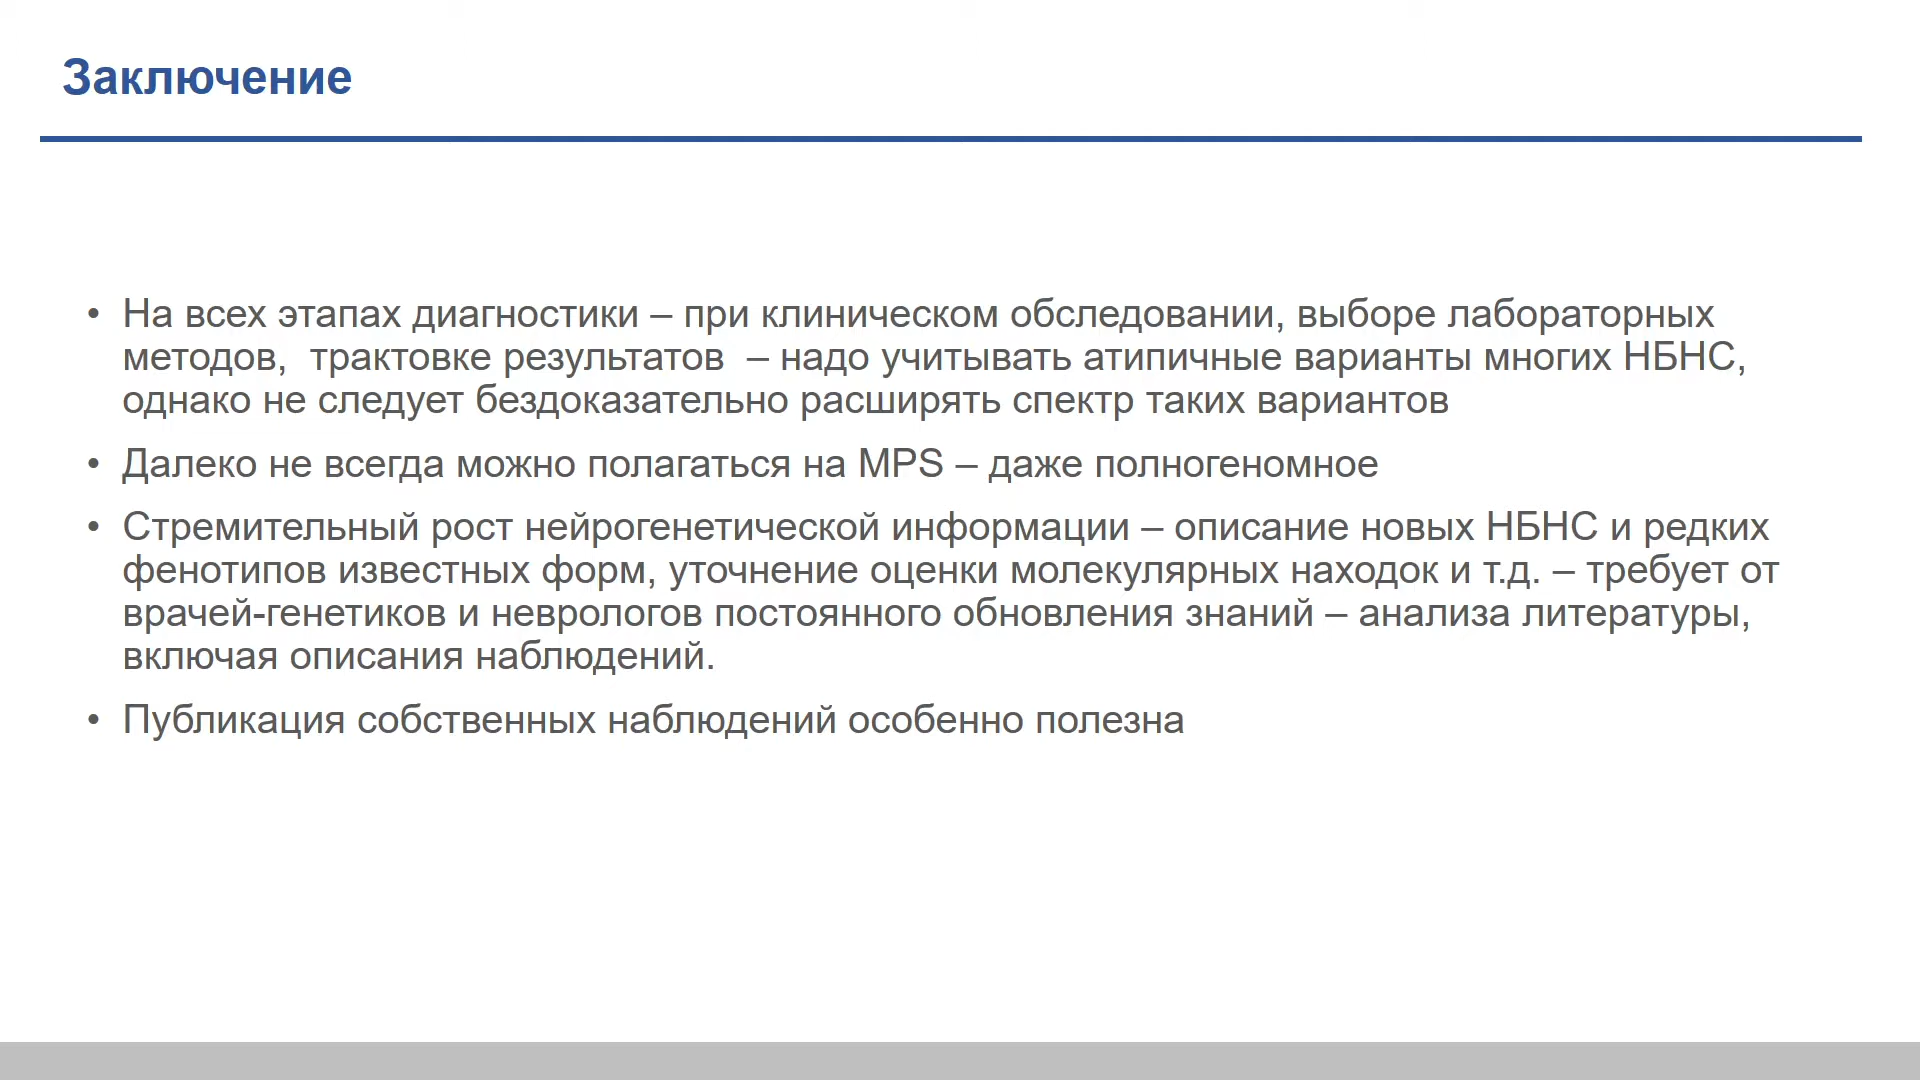 Заключение
• На всех этапах диагностики – при клиническом обследовании, выборе лабораторных
методов,  трактовке результатов  – надо учитывать атипичные варианты многих НБНС,
однако не следует бездоказательно расширять спектр таких вариантов
• Далеко не всегда можно полагаться на MPS – даже полногеномное
• Стремительный рост нейрогенетической информации – описание новых НБНС и редких
фенотипов известных форм, уточнение оценки молекулярных находок и т.д. – требует от
врачей-генетиков и неврологов постоянного обновления знаний – анализа литературы,
включая описания наблюдений.
• Публикация собственных наблюдений особенно полезна